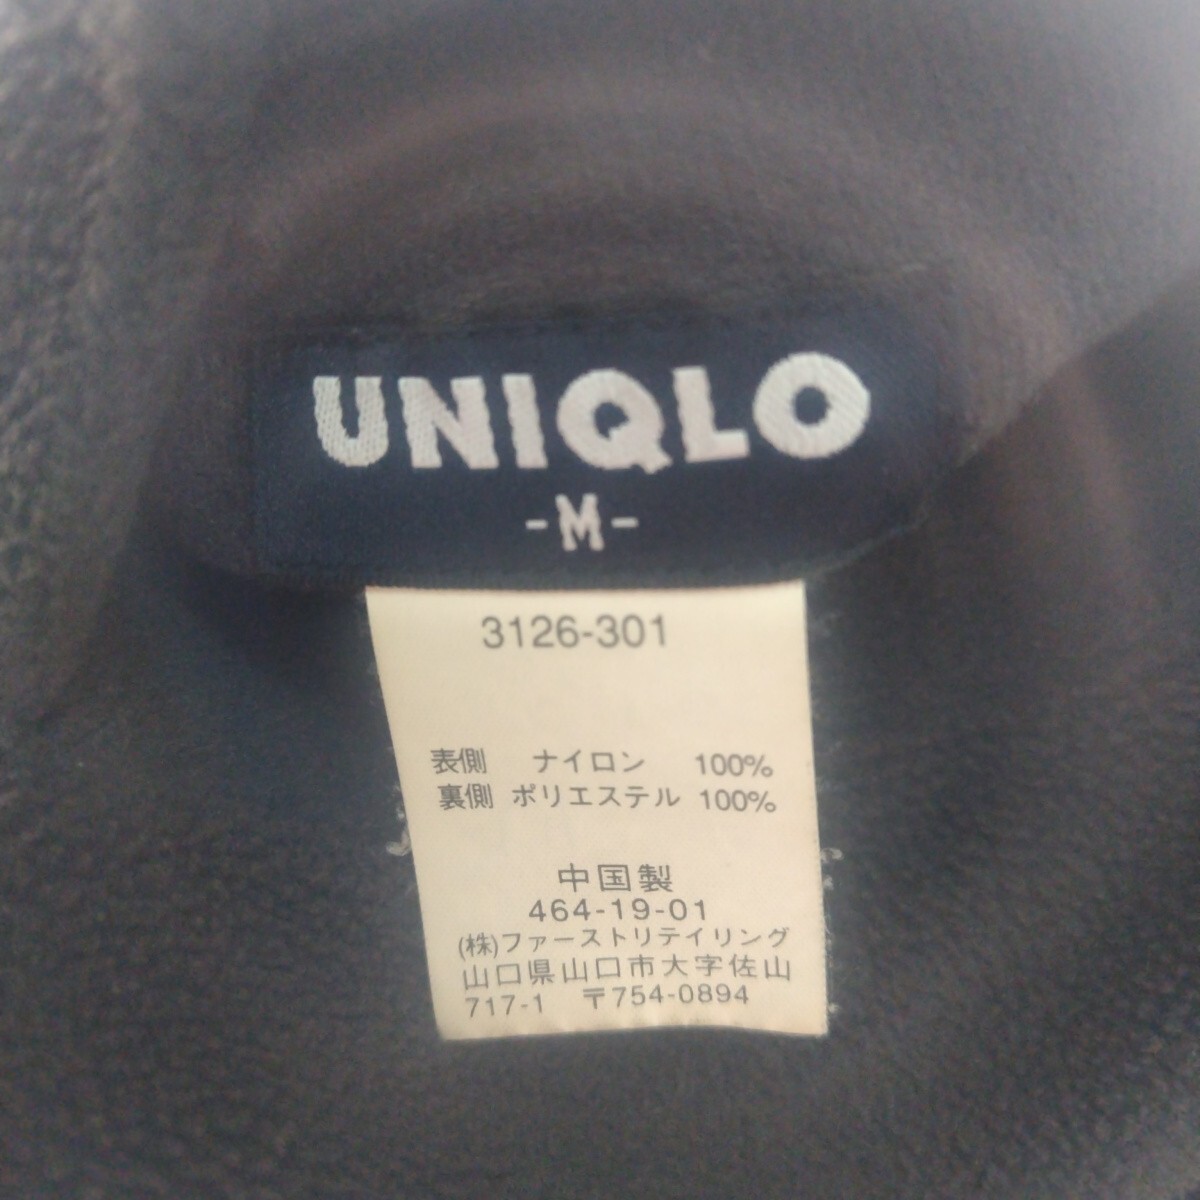 UNIQLO
-M-
3126-301
表側 ナイロン 100%
裏側 ポリエステル 100%
中国製
464-19-01
(株)ファーストリテイリング
山口県山口市大字佐山
717-1 〒754-0894